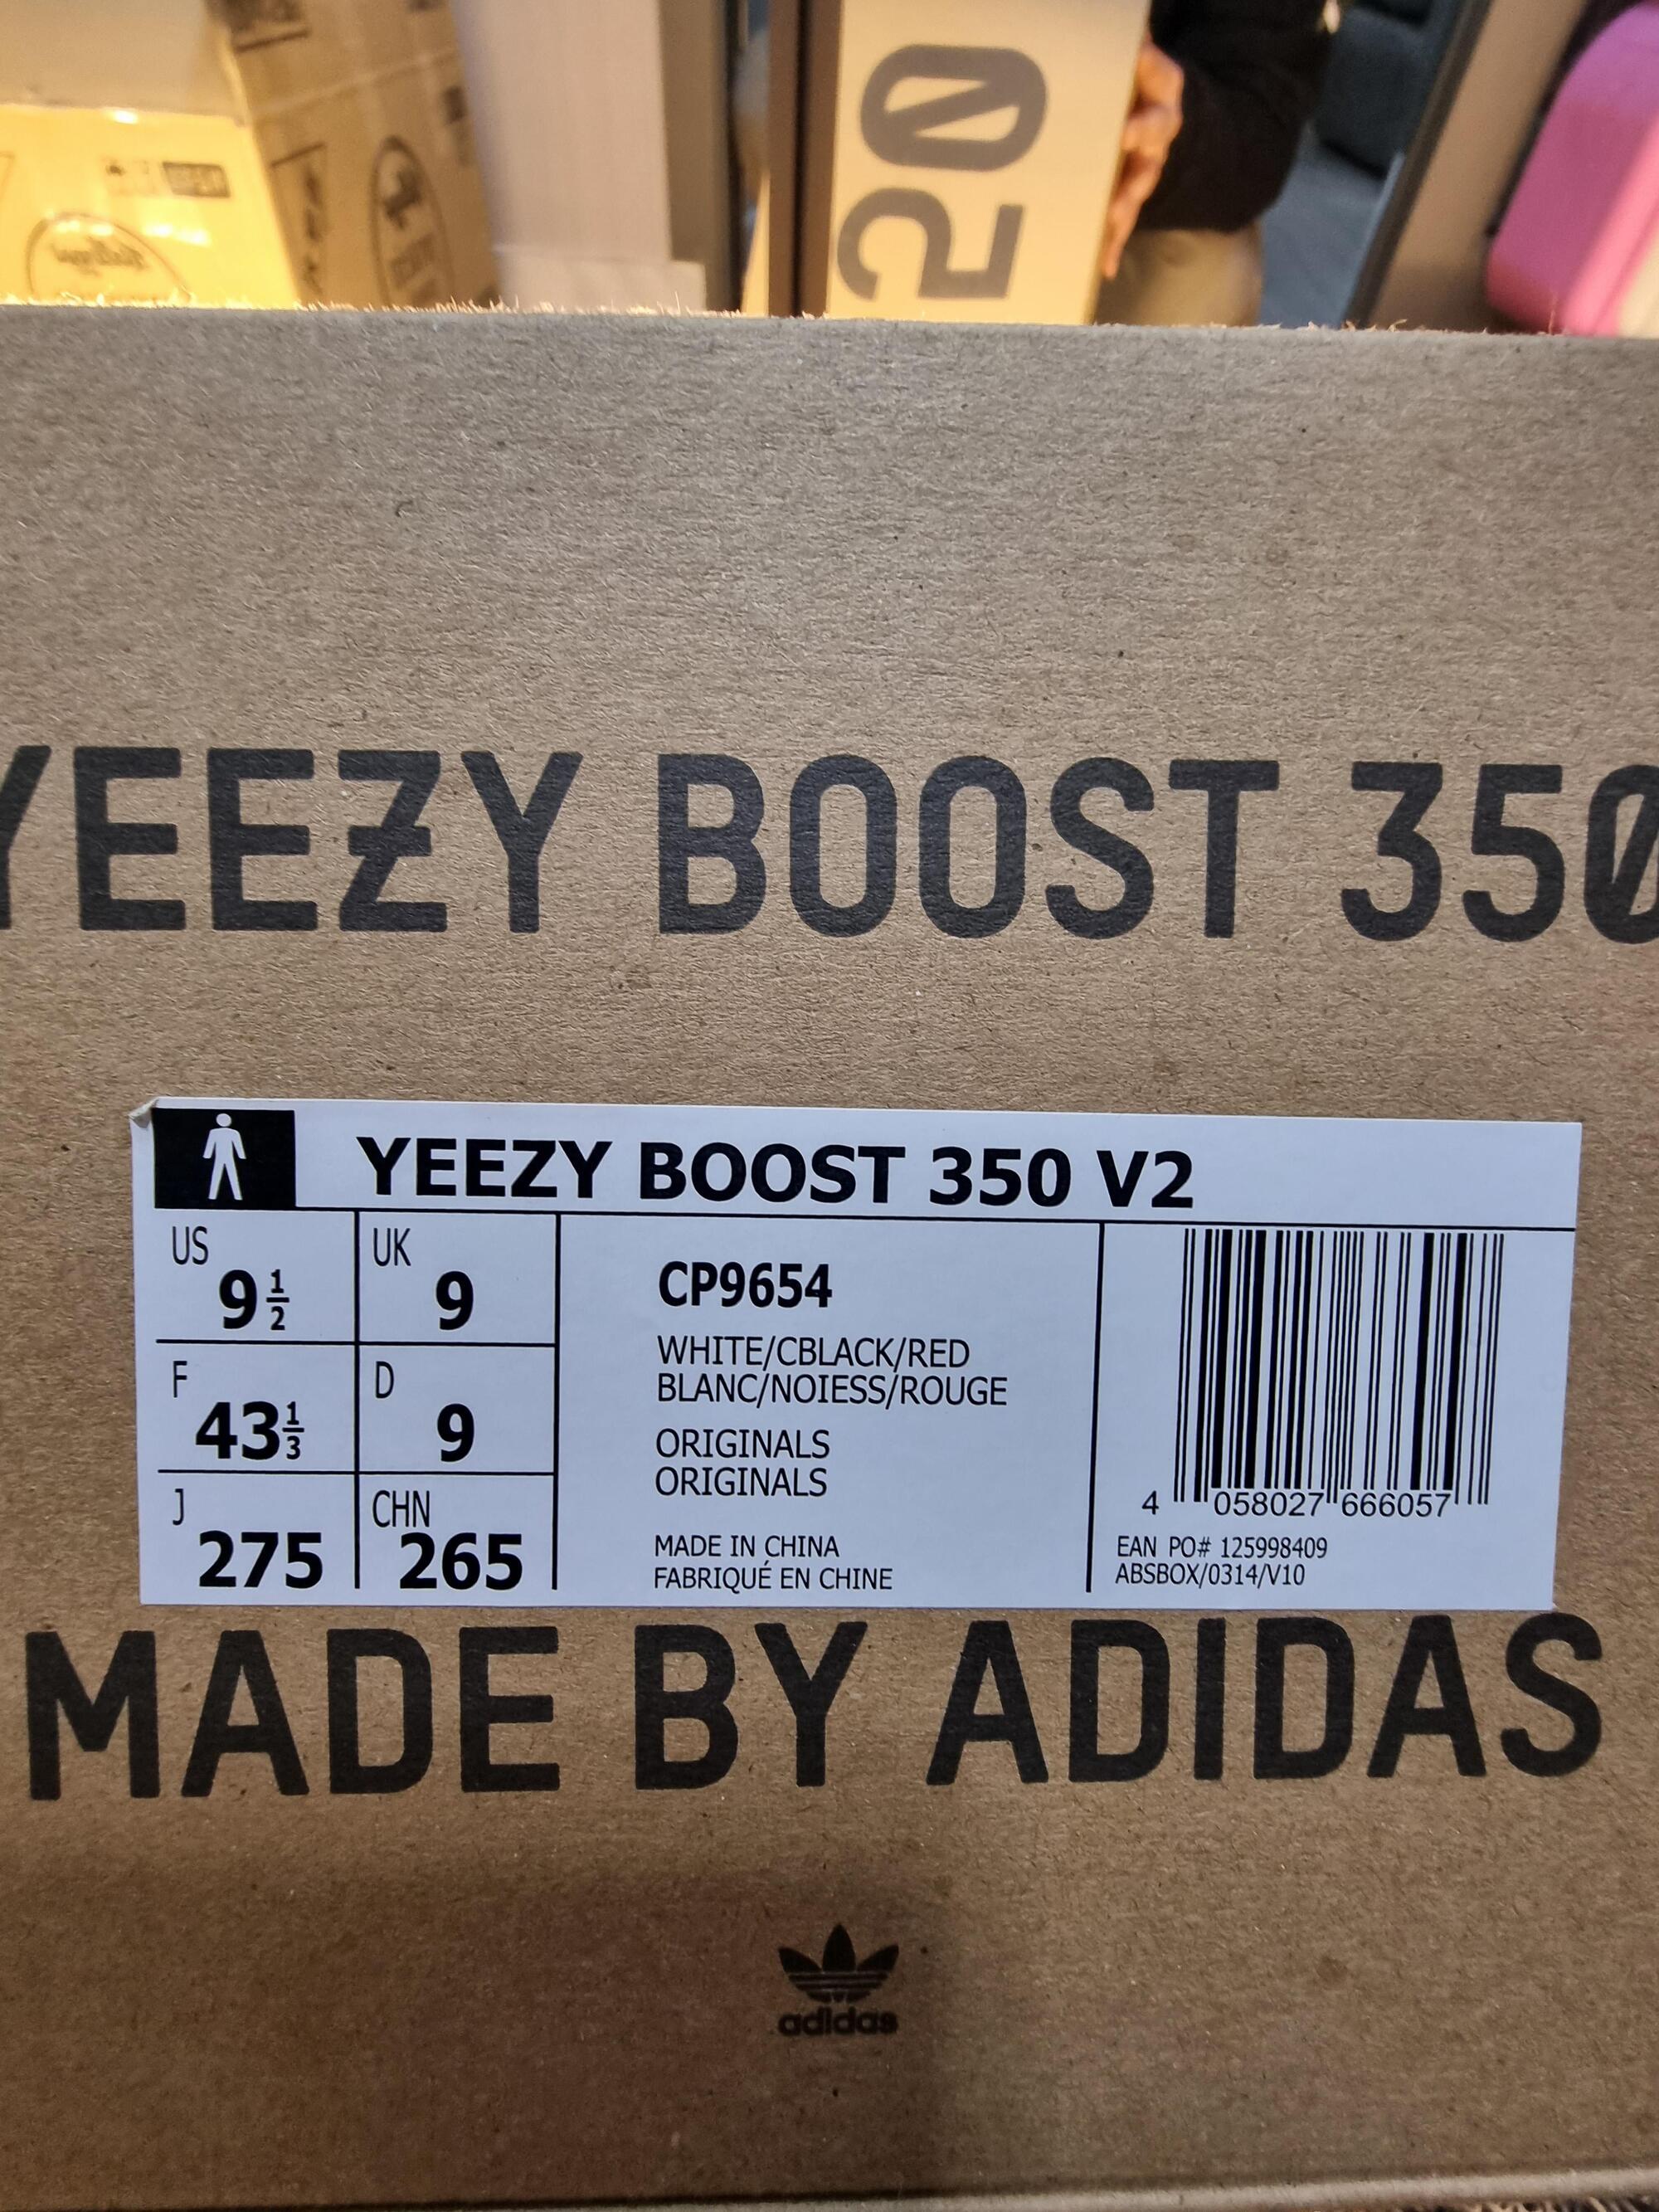 20
YEEZY BOOST 350
YEEZY BOOST 350 V2
US 9 1/2
UK 9
F 43 1/3
D 9
J 275
CHN 265
CP9654
WHITE/CBLACK/RED
BLANC/NOIESS/ROUGE
ORIGINALS
ORIGINALS
MADE IN CHINA
FABRIQUÉ EN CHINE
4 058027 666057
EAN PO# 125998409
ABSBOX/0314/V10
MADE BY ADIDAS
adidas